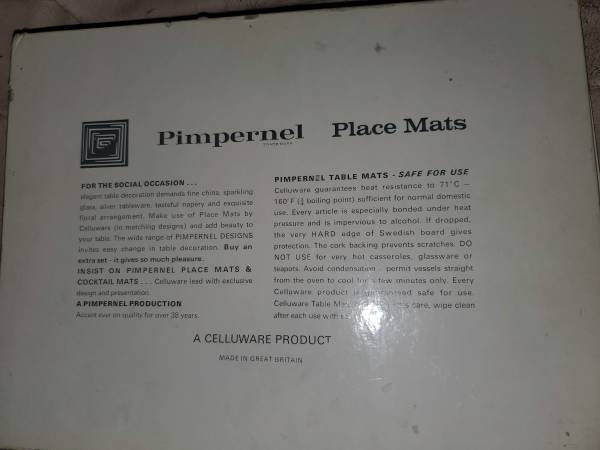 Pimpernel Place Mats
TRADE MARK
FOR THE SOCIAL OCCASION . . .
elegant table decoration demands fine china, sparkling
glass, silver tableware, tasteful napery and exquisite
floral arrangement. Make use of Place Mats by
Celluware (in matching designs) and add beauty to
your table. The wide range of PIMPERNEL DESIGNS
invites easy change in table decoration. Buy an
extra set - it gives so much pleasure.
INSIST ON PIMPERNEL PLACE MATS &
COCKTAIL MATS . . . Celluware lead with exclusive
design and presentation.
A PIMPERNEL PRODUCTION
Accent ever on quality for over 38 years.
PIMPERNEL TABLE MATS - SAFE FOR USE
Celluware guarantees heat resistance to 71°C —
160°F (¾ boiling point) sufficient for normal domestic
use. Every article is especially bonded under heat
pressure and is impervious to alcohol. If dropped,
the very HARD edge of Swedish board gives
protection. The cork backing prevents scratches. DO
NOT USE for very hot casseroles, glassware or
teapots. Avoid condensation - permit vessels straight
from the oven to cool for a few minutes only. Every
Celluware product is guaranteed safe for use.
Celluware Table care, wipe clean
after each use with
A CELLUWARE PRODUCT
MADE IN GREAT BRITAIN